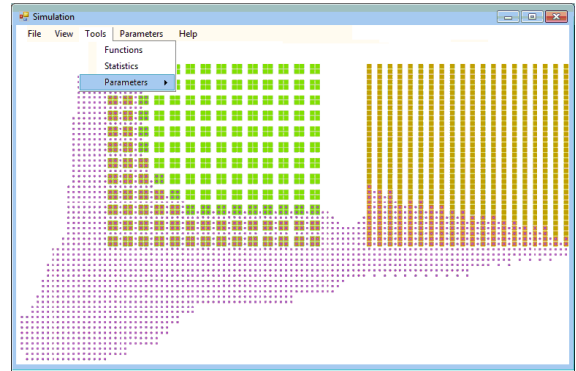 Simulation
File View Tools Parameters Help
Functions
Statistics
Parameters